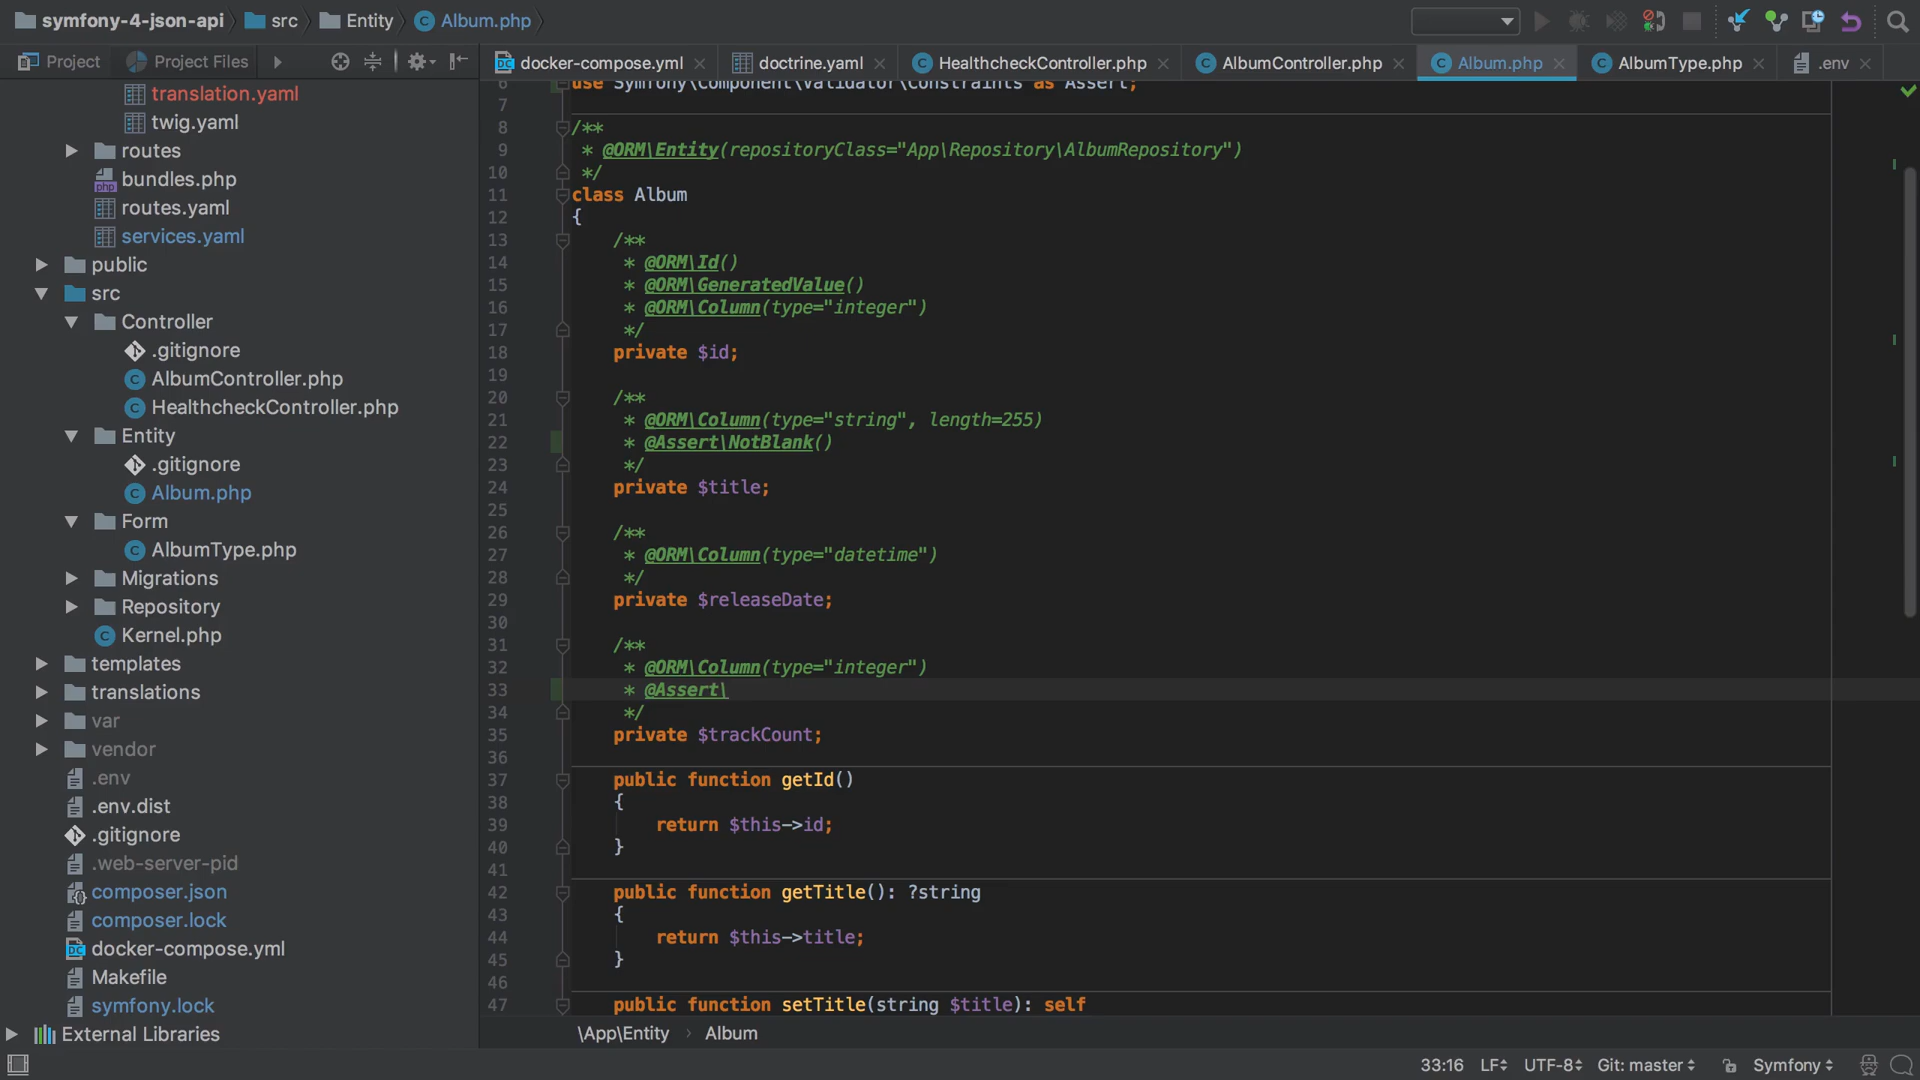 symfony-4-json-api src Entity Album.php
Project Project Files
docker-compose.yml doctrine.yaml HealthcheckController.php AlbumController.php Album.php AlbumType.php .env
translation.yaml
twig.yaml
routes
bundles.php
routes.yaml
services.yaml
public
src
Controller
.gitignore
AlbumController.php
HealthcheckController.php
Entity
.gitignore
Album.php
Form
AlbumType.php
Migrations
Repository
Kernel.php
templates
translations
var
vendor
.env
.env.dist
.gitignore
.web-server-pid
composer.json
composer.lock
docker-compose.yml
Makefile
symfony.lock
External Libraries
6 use Symfony\Component\Validator\Constraints as Assert;
7
8 /**
9 * @ORM\Entity(repositoryClass="App\Repository\AlbumRepository")
10 */
11 class Album
12 {
13 /**
14 * @ORM\Id()
15 * @ORM\GeneratedValue()
16 * @ORM\Column(type="integer")
17 */
18 private $id;
19
20 /**
21 * @ORM\Column(type="string", length=255)
22 * @Assert\NotBlank()
23 */
24 private $title;
25
26 /**
27 * @ORM\Column(type="datetime")
28 */
29 private $releaseDate;
30
31 /**
32 * @ORM\Column(type="integer")
33 * @Assert\
34 */
35 private $trackCount;
36
37 public function getId()
38 {
39 return $this->id;
40 }
41
42 public function getTitle(): ?string
43 {
44 return $this->title;
45 }
46
47 public function setTitle(string $title): self
\App\Entity › Album
33:16 LF UTF-8 Git: master Symfony